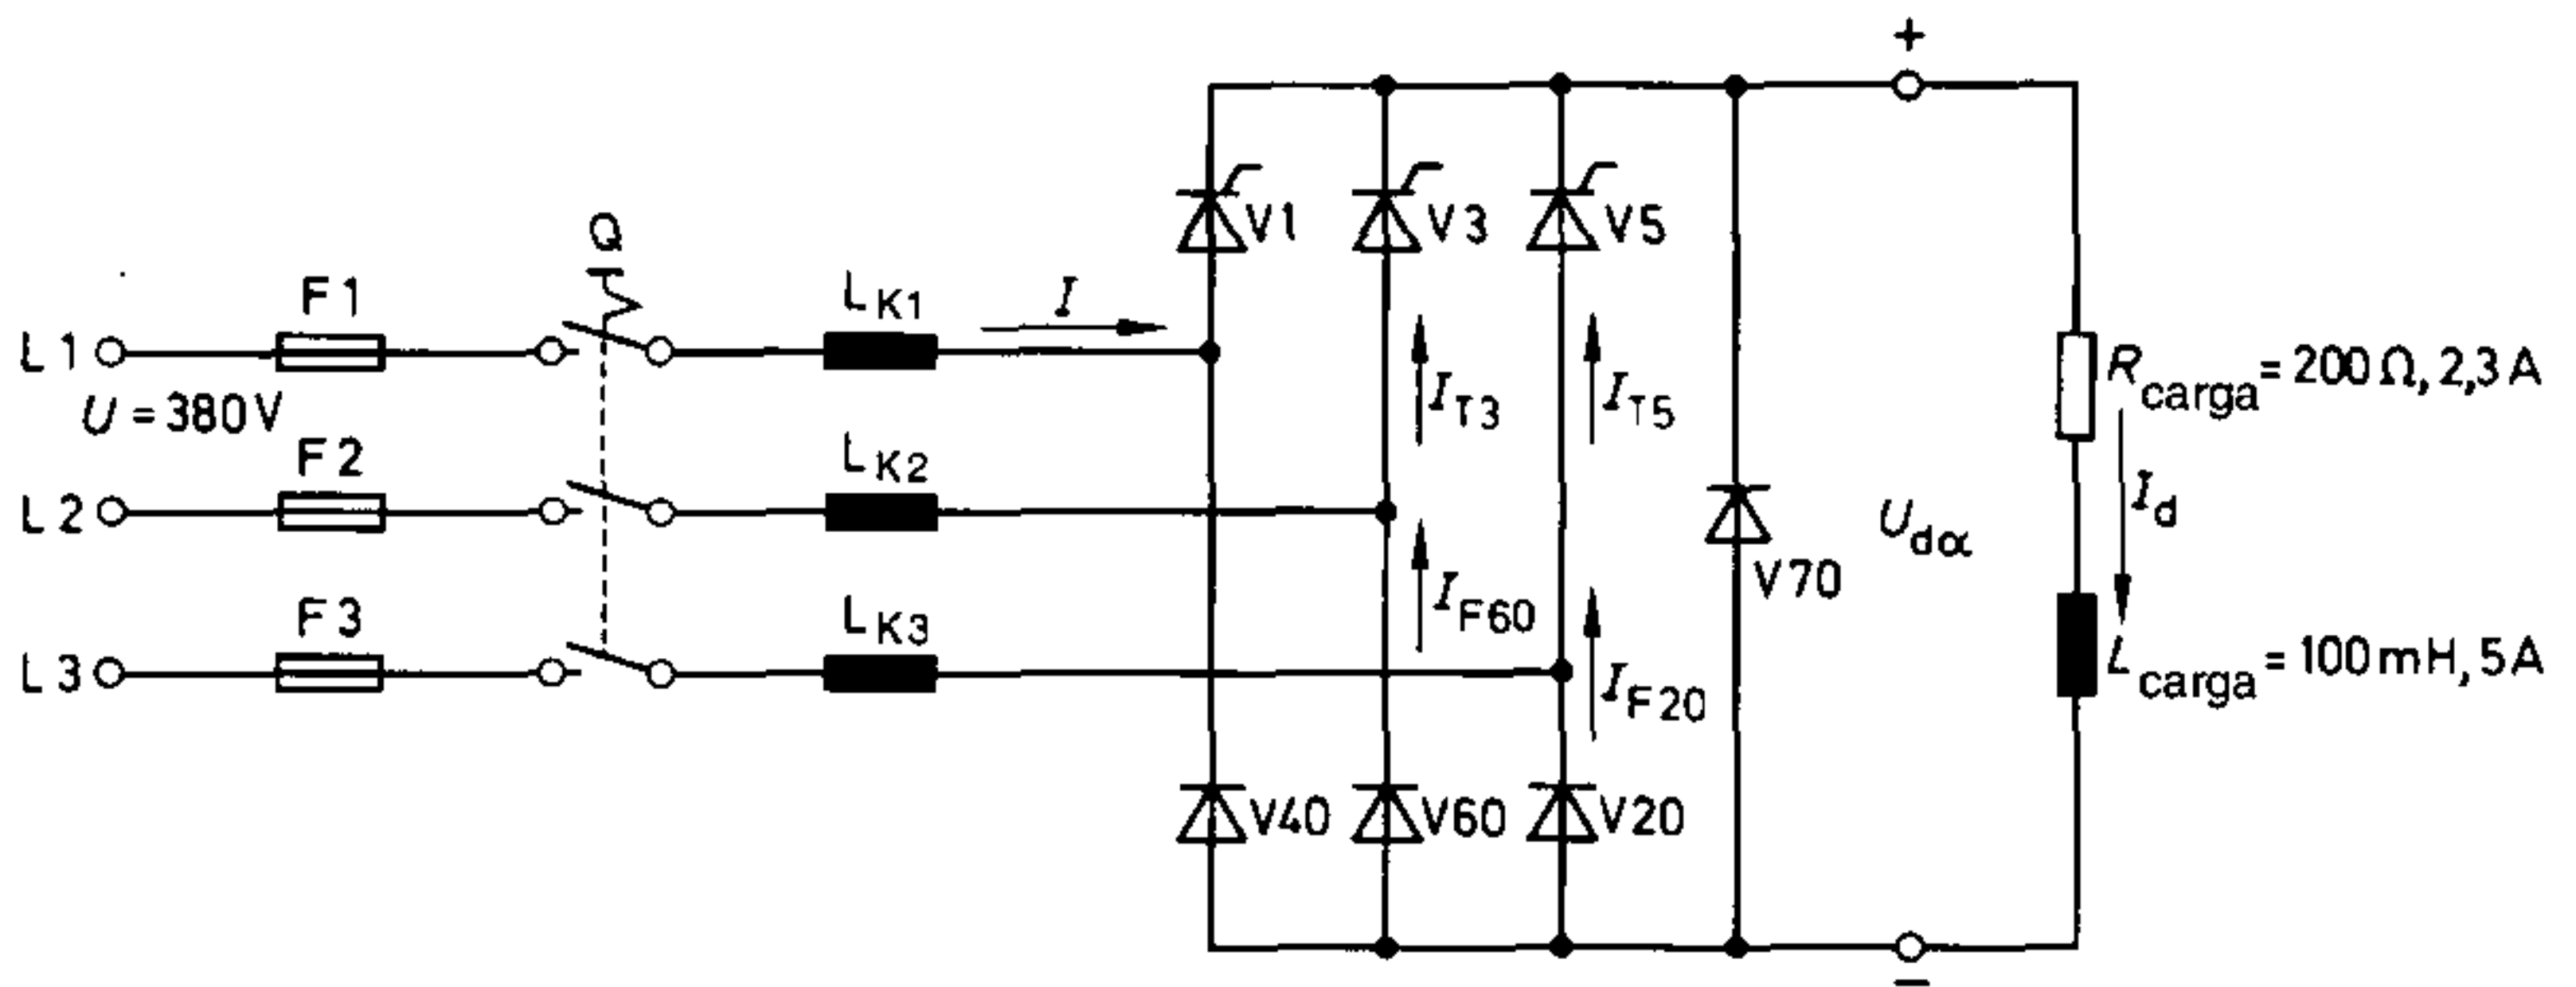 +
Q
V1
V3
V5
F1
L K1
I
L1
U = 380V
I T3
I T5
R carga = 200 Ω, 2,3 A
F2
L K2
I d
L2
U dα
V70
I F60
F3
L K3
L3
I F20
L carga = 100 mH, 5 A
V40
V60
V20
−